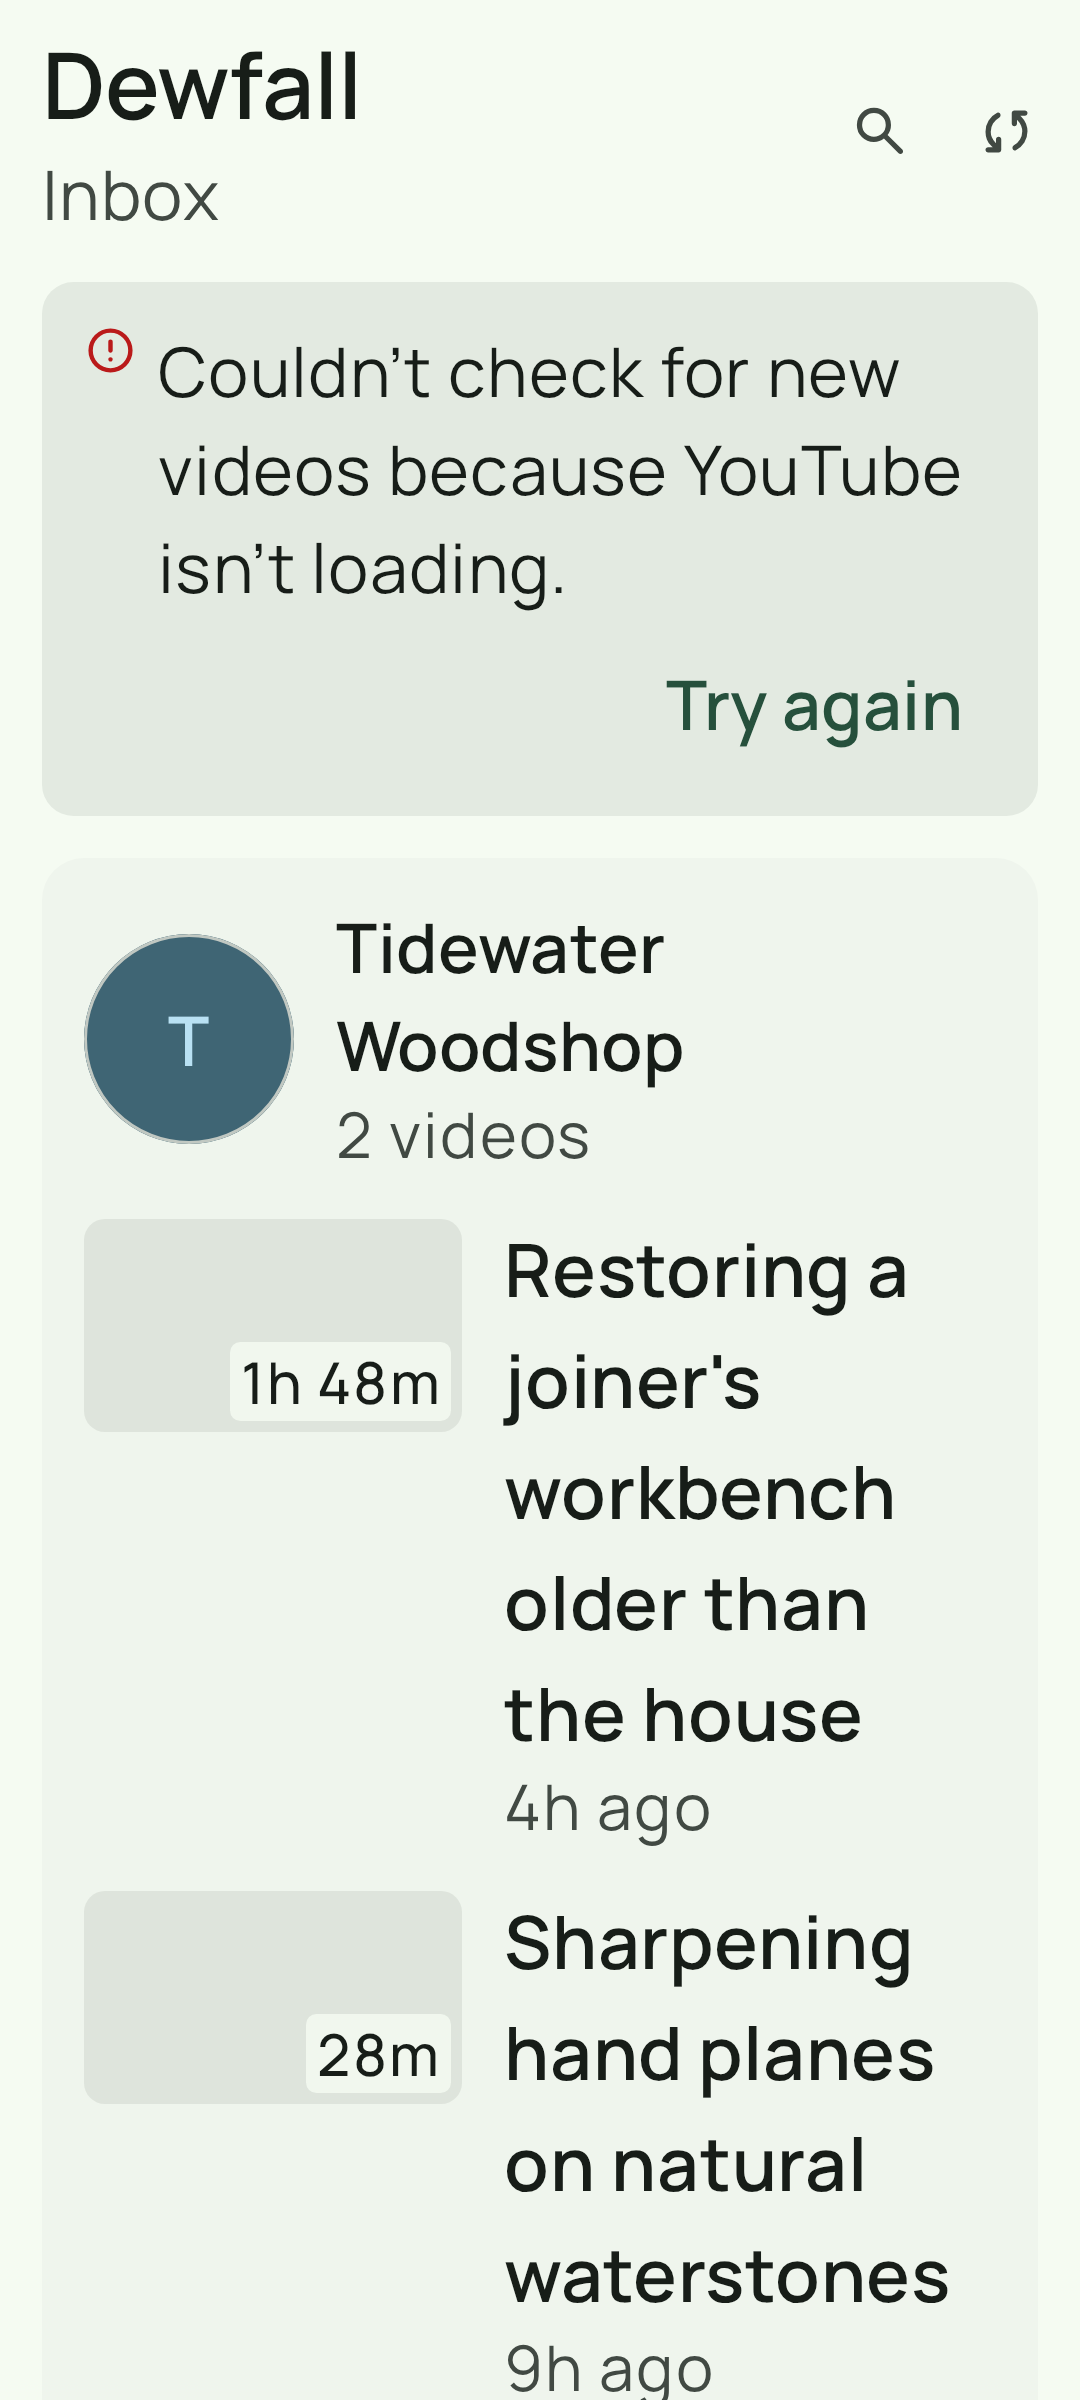 Dewfall
Inbox
Couldn’t check for new
videos because YouTube
isn’t loading.
Try again
T
Tidewater
Woodshop
2 videos
1h 48m
Restoring a
joiner's
workbench
older than
the house
4h ago
28m
Sharpening
hand planes
on natural
waterstones
9h ago